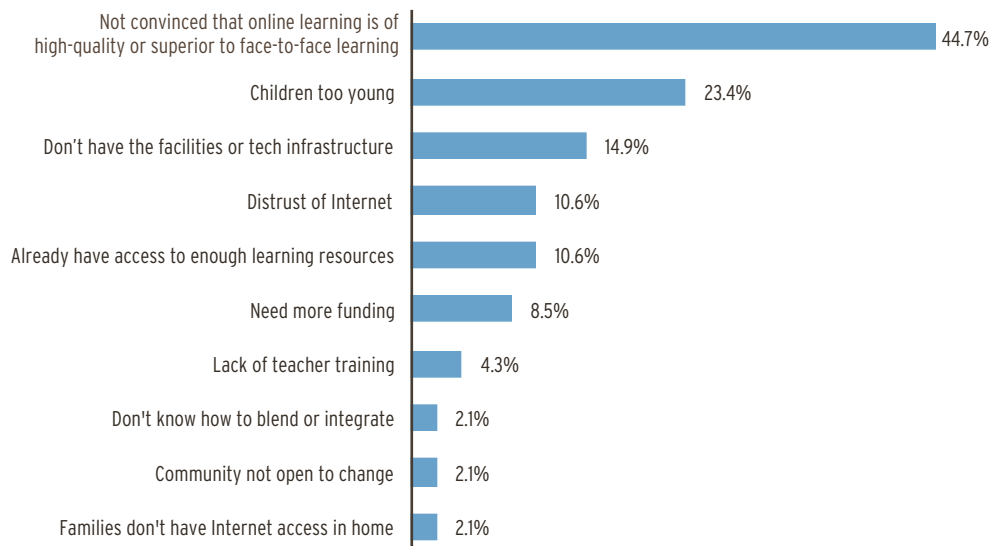 Not convinced that online learning is of
high-quality or superior to face-to-face learning
44.7%
Children too young
23.4%
Don’t have the facilities or tech infrastructure
14.9%
Distrust of Internet
10.6%
Already have access to enough learning resources
10.6%
Need more funding
8.5%
Lack of teacher training
4.3%
Don't know how to blend or integrate
2.1%
Community not open to change
2.1%
Families don't have Internet access in home
2.1%